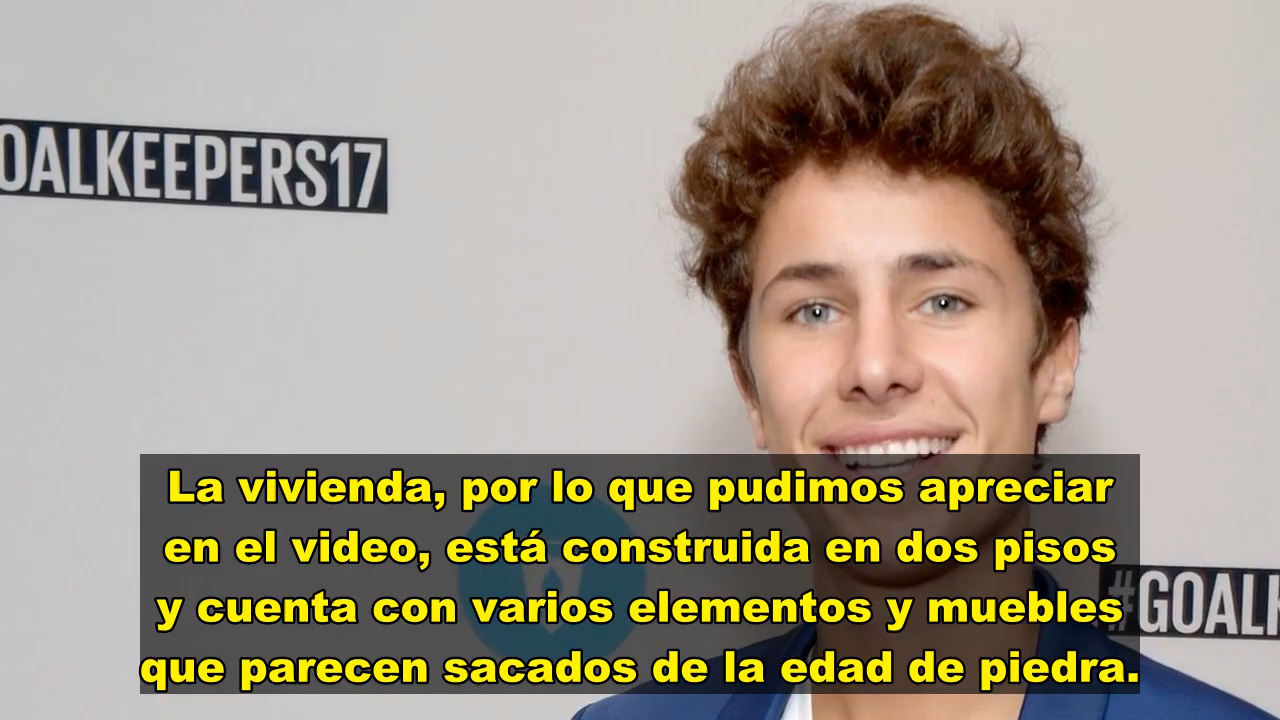 OALKEEPERS17
La vivienda, por lo que pudimos apreciar
en el video, está construida en dos pisos
y cuenta con varios elementos y muebles
que parecen sacados de la edad de piedra.
#GOALK